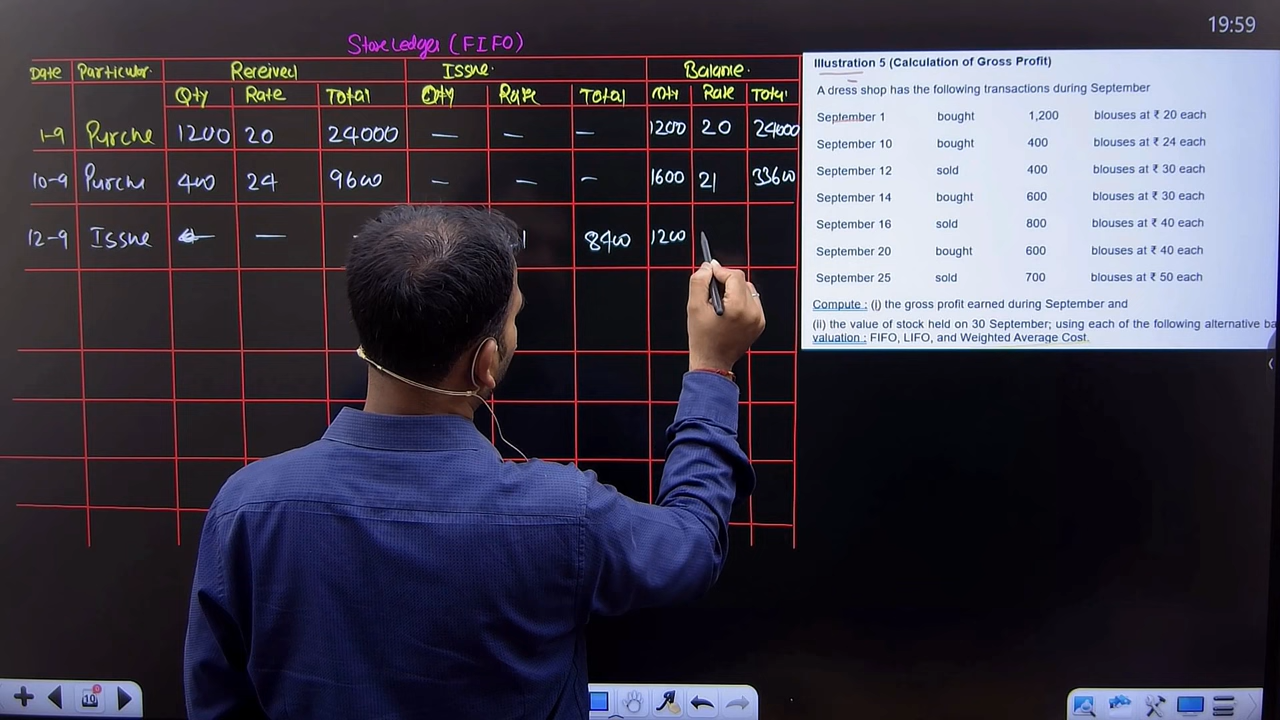 19:59
Store Ledger (FIFO)
Date Particular. Received Issue. Balance.
Qty Rate Total Qty Rate Total Qty Rate Total
1-9 Purche 1200 20 24000 — — — 1200 20 24000
10-9 Purche 400 24 9600 — — — 1600 21 33600
12-9 Issue — — 8400 1200
Illustration 5 (Calculation of Gross Profit)
A dress shop has the following transactions during September
September 1 bought 1,200 blouses at ₹ 20 each
September 10 bought 400 blouses at ₹ 24 each
September 12 sold 400 blouses at ₹ 30 each
September 14 bought 600 blouses at ₹ 30 each
September 16 sold 800 blouses at ₹ 40 each
September 20 bought 600 blouses at ₹ 40 each
September 25 sold 700 blouses at ₹ 50 each
Compute : (i) the gross profit earned during September and
(ii) the value of stock held on 30 September; using each of the following alternative ba
valuation : FIFO, LIFO, and Weighted Average Cost.
10